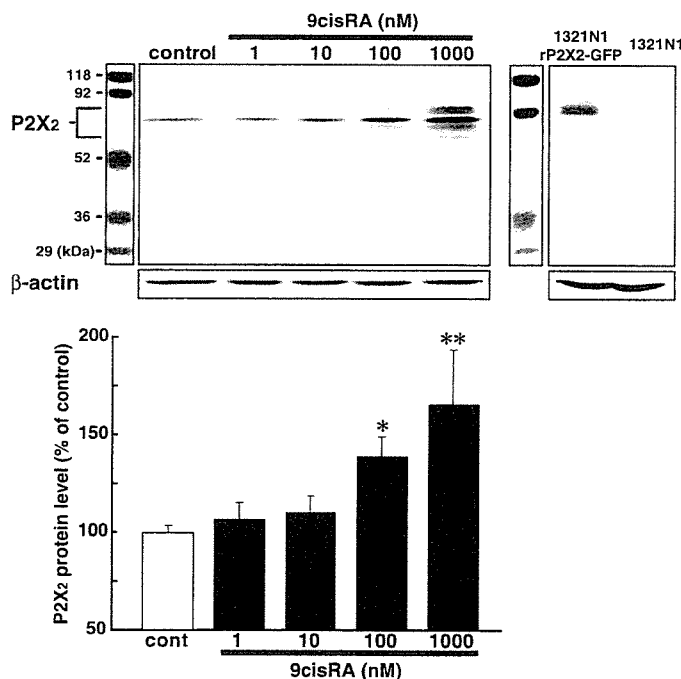 9cisRA (nM)
control 1 10 100 1000
1321N1
rP2X2-GFP 1321N1
118
92
P2X2
52
36
29 (kDa)
β-actin
P2X2 protein level (% of control)
200
150
100
50
*
**
cont 1 10 100 1000
9cisRA (nM)